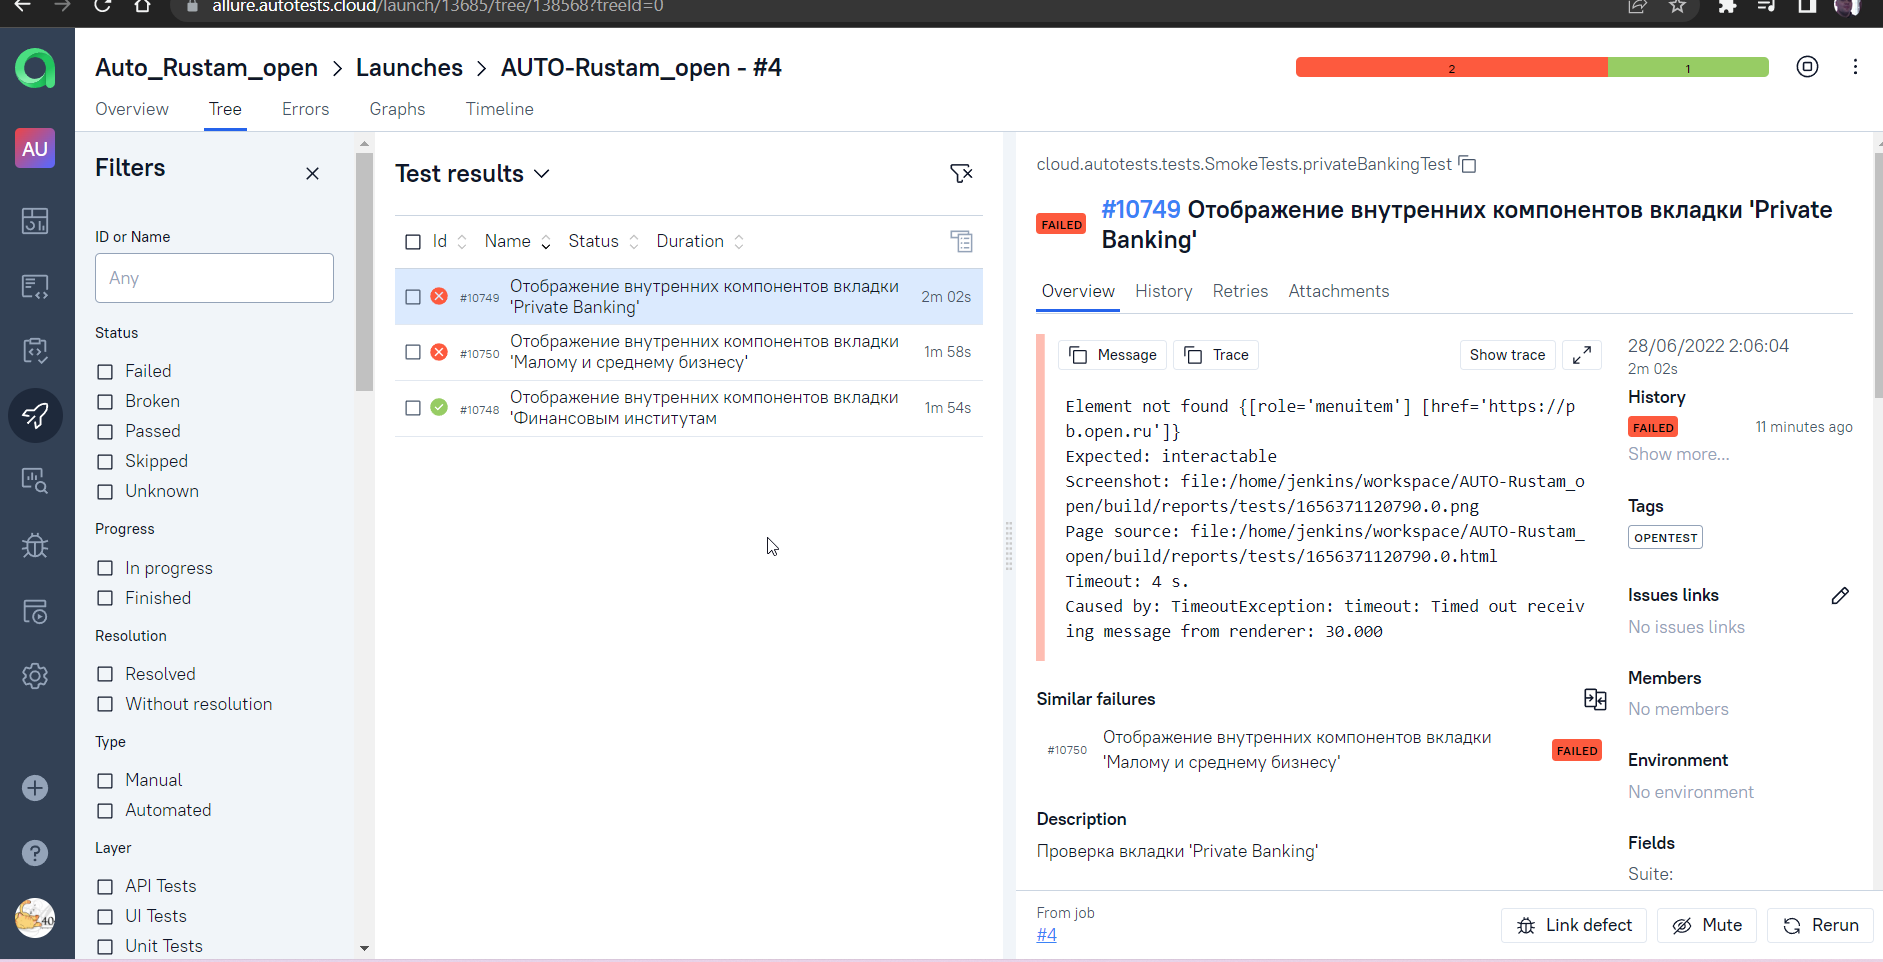 allure.autotests.cloud/launch/13685/tree/138568?treeId=0
Auto_Rustam_open > Launches > AUTO-Rustam_open - #4
2
1
Overview
Tree
Errors
Graphs
Timeline
AU
Filters
ID or Name
Any
Status
Failed
Broken
Passed
Skipped
Unknown
Progress
In progress
Finished
Resolution
Resolved
Without resolution
Type
Manual
Automated
Layer
API Tests
UI Tests
Unit Tests
Test results
Id
Name
Status
Duration
#10749
Отображение внутренних компонентов вкладки
'Private Banking'
2m 02s
#10750
Отображение внутренних компонентов вкладки
'Малому и среднему бизнесу'
1m 58s
#10748
Отображение внутренних компонентов вкладки
'Финансовым институтам
1m 54s
cloud.autotests.tests.SmokeTests.privateBankingTest
FAILED
#10749 Отображение внутренних компонентов вкладки 'Private
Banking'
Overview
History
Retries
Attachments
Message
Trace
Show trace
Element not found {[role='menuitem'] [href='https://p
b.open.ru']}
Expected: interactable
Screenshot: file:/home/jenkins/workspace/AUTO-Rustam_o
pen/build/reports/tests/1656371120790.0.png
Page source: file:/home/jenkins/workspace/AUTO-Rustam_
open/build/reports/tests/1656371120790.0.html
Timeout: 4 s.
Caused by: TimeoutException: timeout: Timed out receiv
ing message from renderer: 30.000
Similar failures
#10750
Отображение внутренних компонентов вкладки
'Малому и среднему бизнесу'
FAILED
Description
Проверка вкладки 'Private Banking'
28/06/2022 2:06:04
2m 02s
History
FAILED
11 minutes ago
Show more...
Tags
OPENTEST
Issues links
No issues links
Members
No members
Environment
No environment
Fields
Suite:
From job
#4
Link defect
Mute
Rerun
40